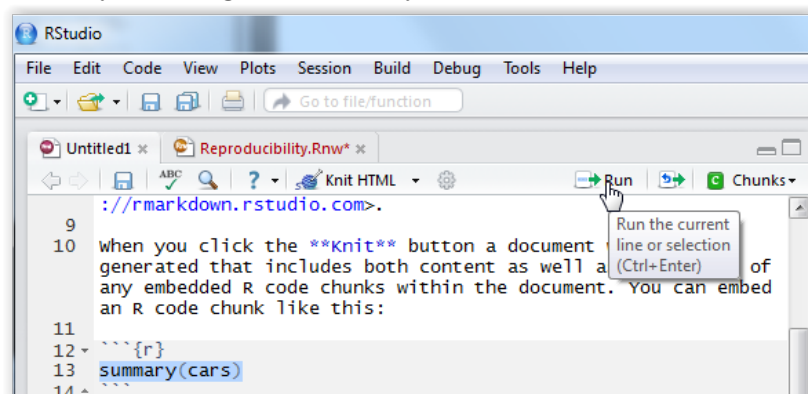 RStudio
File Edit Code View Plots Session Build Debug Tools Help
Go to file/function
Untitled1 × Reproducibility.Rnw* ×
ABC ? Knit HTML Run C Chunks
://rmarkdown.rstudio.com>.
9
10 When you click the **Knit** button a document
generated that includes both content as well a of
any embedded R code chunks within the document. You can embed
an R code chunk like this:
11
12 ```{r}
13 summary(cars)
14 ```
Run the current
line or selection
(Ctrl+Enter)